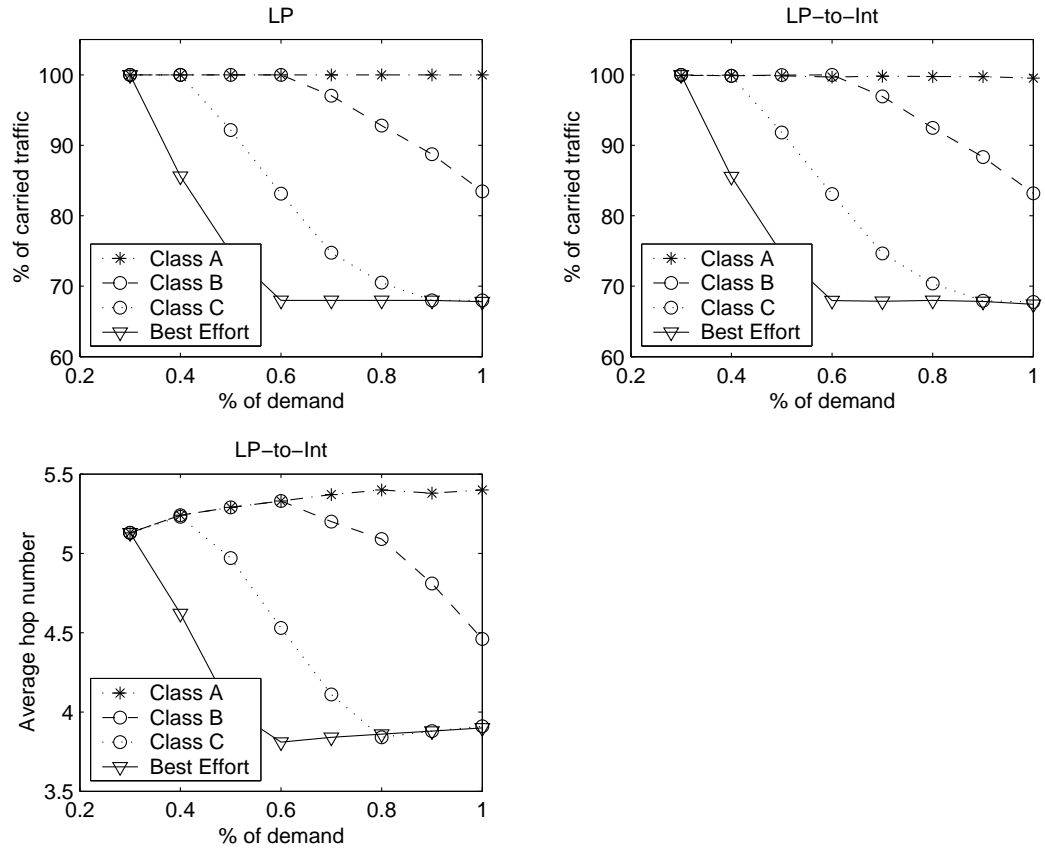 LP
% of carried traffic
100
90
80
70
60
Class A
Class B
Class C
Best Effort
0.2
0.4
0.6
0.8
1
% of demand
LP−to−Int
% of carried traffic
100
90
80
70
60
Class A
Class B
Class C
Best Effort
0.2
0.4
0.6
0.8
1
% of demand
LP−to−Int
Average hop number
5.5
5
4.5
4
3.5
Class A
Class B
Class C
Best Effort
0.2
0.4
0.6
0.8
1
% of demand